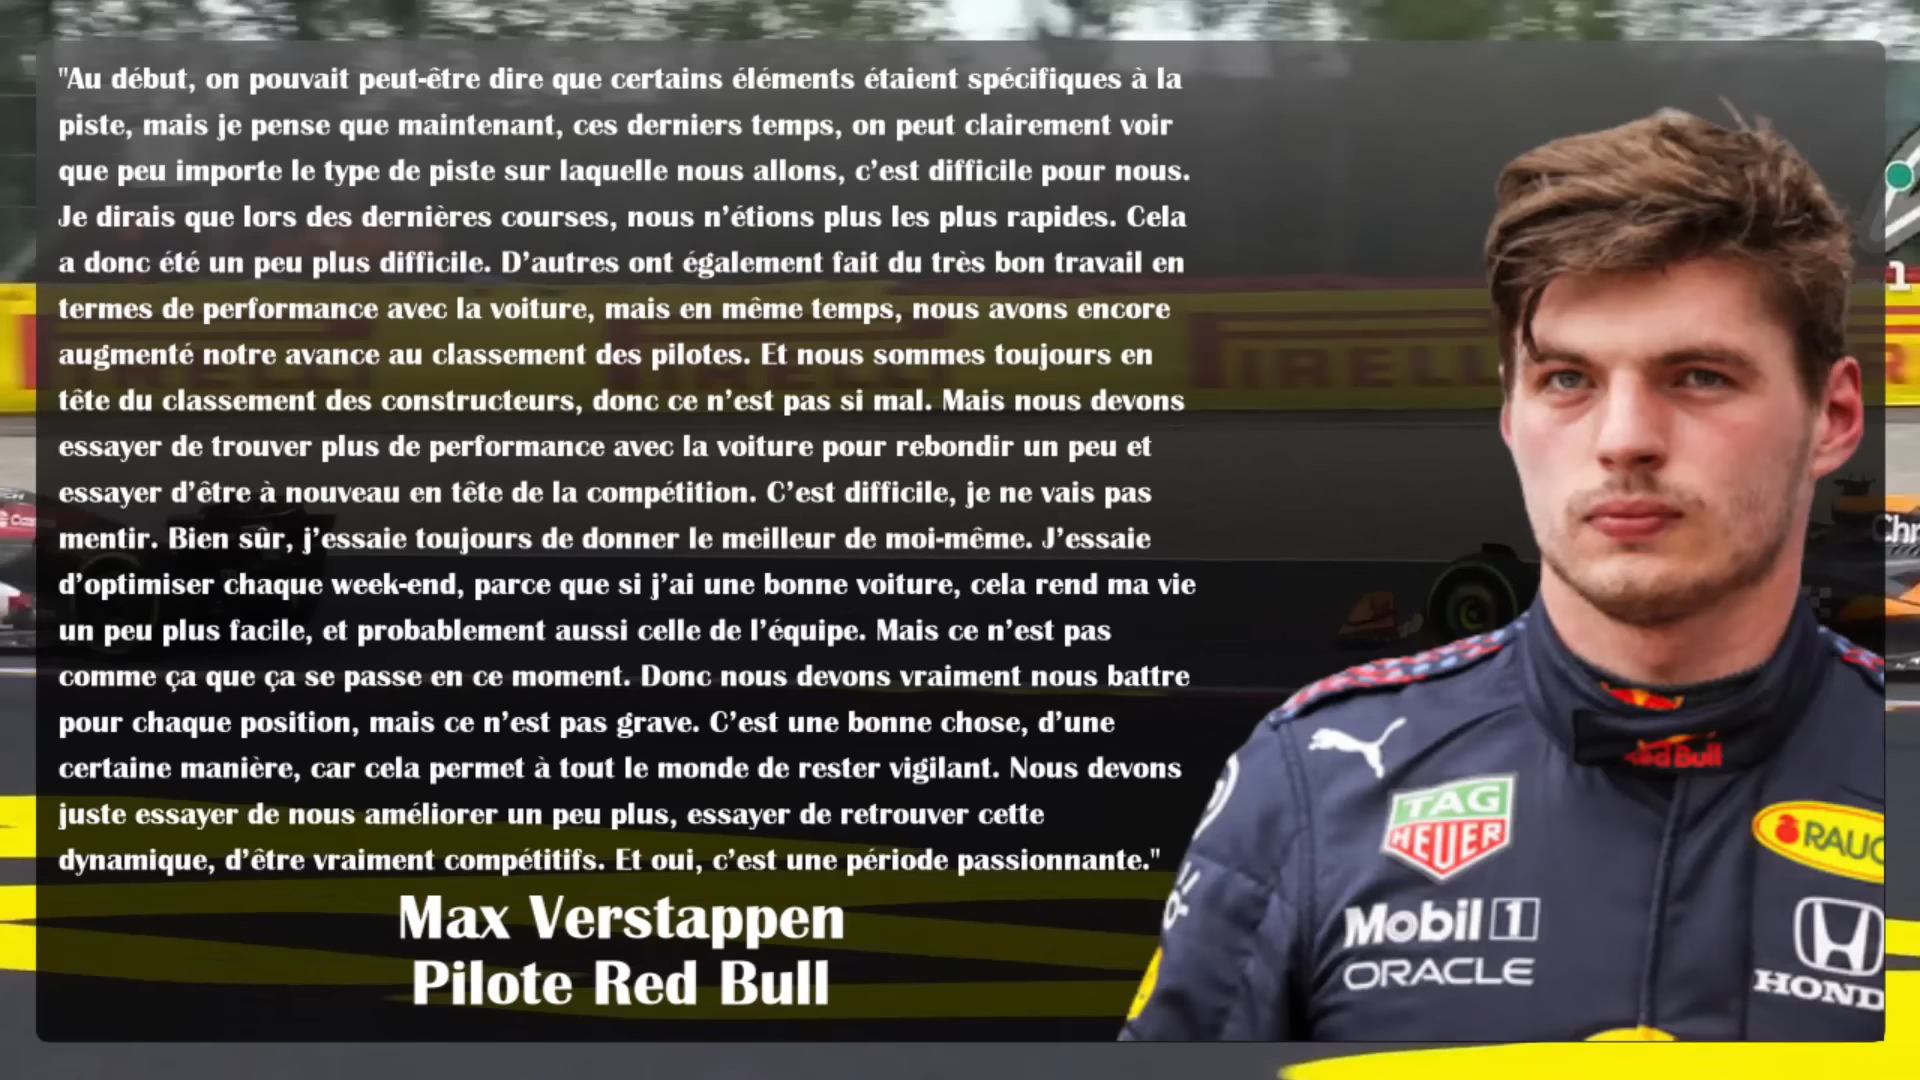 "Au début, on pouvait peut-être dire que certains éléments étaient spécifiques à la
piste, mais je pense que maintenant, ces derniers temps, on peut clairement voir
que peu importe le type de piste sur laquelle nous allons, c’est difficile pour nous.
Je dirais que lors des dernières courses, nous n’étions plus les plus rapides. Cela
a donc été un peu plus difficile. D’autres ont également fait du très bon travail en
termes de performance avec la voiture, mais en même temps, nous avons encore
augmenté notre avance au classement des pilotes. Et nous sommes toujours en
tête du classement des constructeurs, donc ce n’est pas si mal. Mais nous devons
essayer de trouver plus de performance avec la voiture pour rebondir un peu et
essayer d’être à nouveau en tête de la compétition. C’est difficile, je ne vais pas
mentir. Bien sûr, j’essaie toujours de donner le meilleur de moi-même. J’essaie
d’optimiser chaque week-end, parce que si j’ai une bonne voiture, cela rend ma vie
un peu plus facile, et probablement aussi celle de l’équipe. Mais ce n’est pas
comme ça que ça se passe en ce moment. Donc nous devons vraiment nous battre
pour chaque position, mais ce n’est pas grave. C’est une bonne chose, d’une
certaine manière, car cela permet à tout le monde de rester vigilant. Nous devons
juste essayer de nous améliorer un peu plus, essayer de retrouver cette
dynamique, d’être vraiment compétitifs. Et oui, c’est une période passionnante."
Max Verstappen
Pilote Red Bull
1
PIRELLI
Chr
Red Bull
TAG
HEUER
RAUC
Mobil 1
ORACLE
HOND